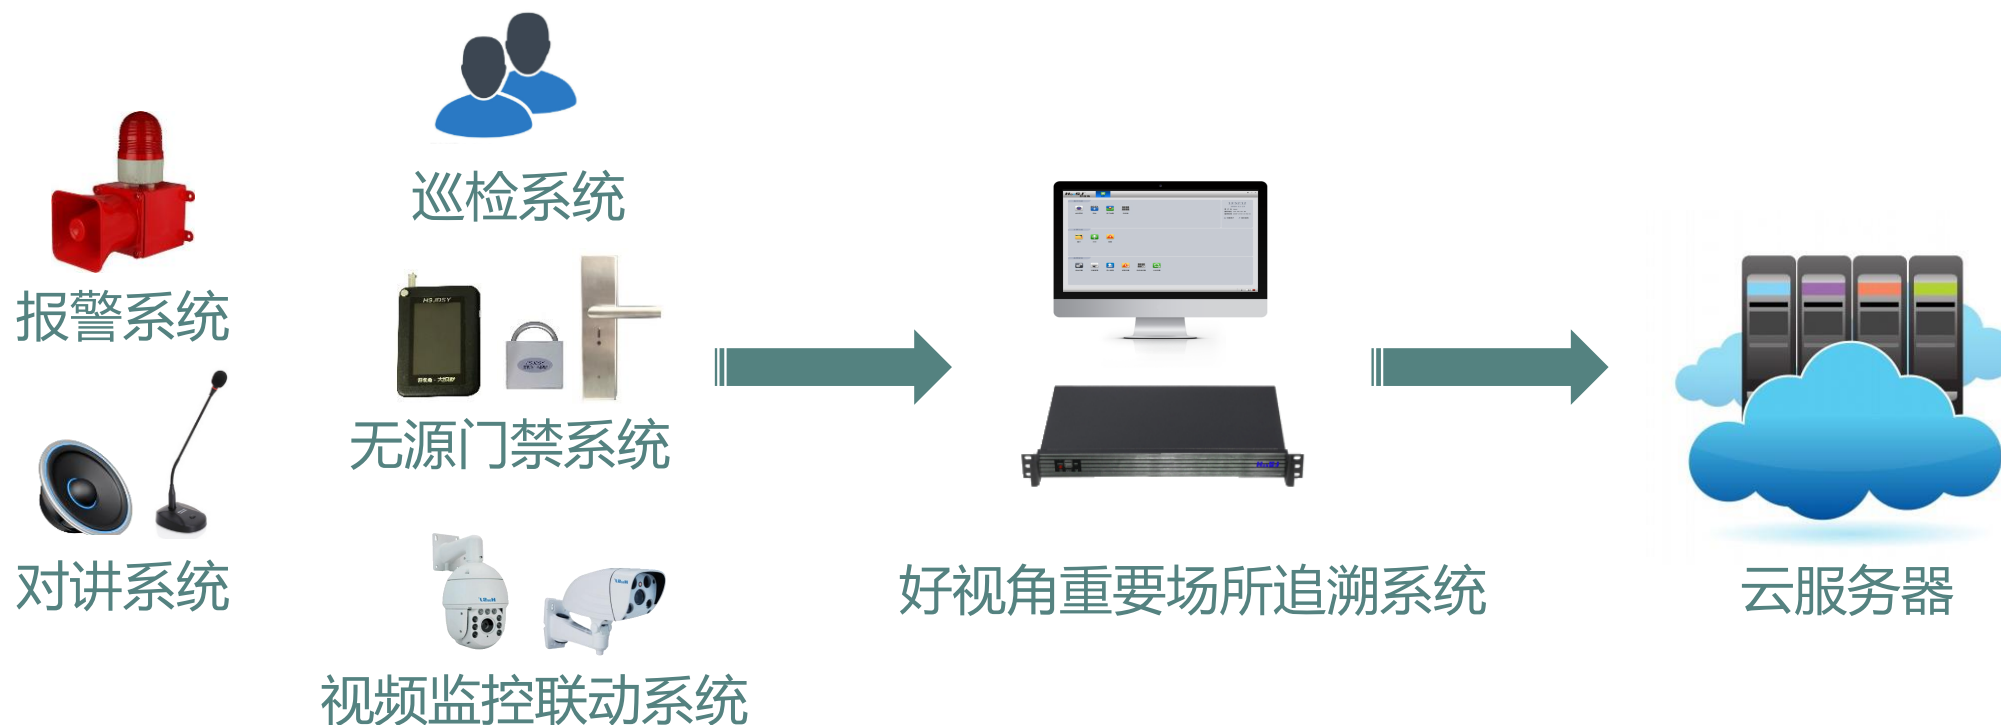 巡检系统
报警系统
HSJDSY
无源门禁系统
对讲系统
好视角重要场所追溯系统
云服务器
视频监控联动系统